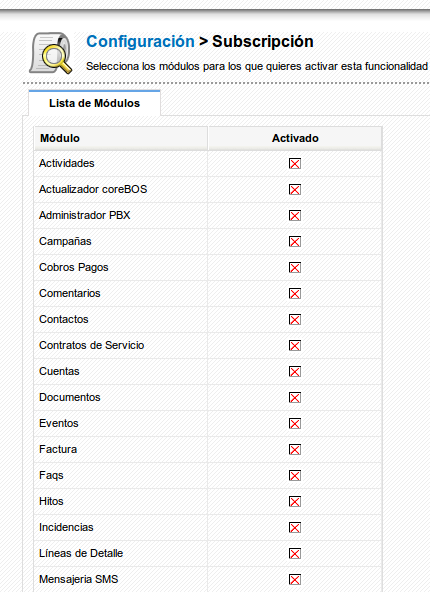 Configuración > Subscripción
Selecciona los módulos para los que quieres activar esta funcionalidad
Lista de Módulos
Módulo Activado
Actividades
Actualizador coreBOS
Administrador PBX
Campañas
Cobros Pagos
Comentarios
Contactos
Contratos de Servicio
Cuentas
Documentos
Eventos
Factura
Faqs
Hitos
Incidencias
Líneas de Detalle
Mensajeria SMS